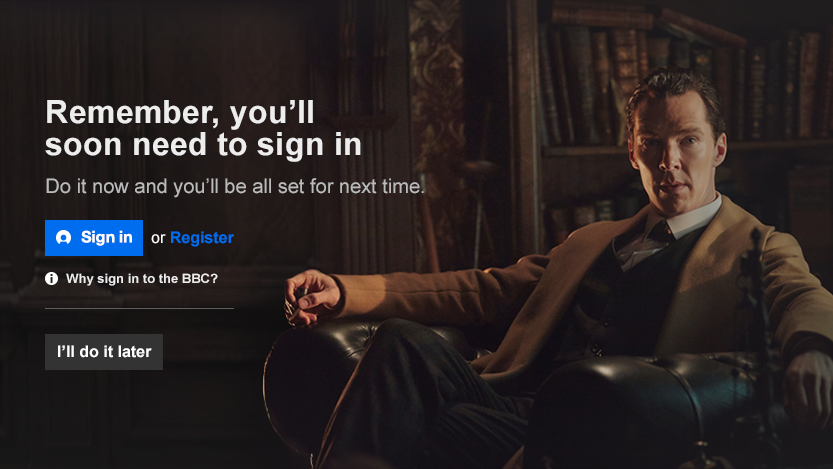 Remember, you’ll
soon need to sign in
Do it now and you’ll be all set for next time.
Sign in or Register
Why sign in to the BBC?
I’ll do it later